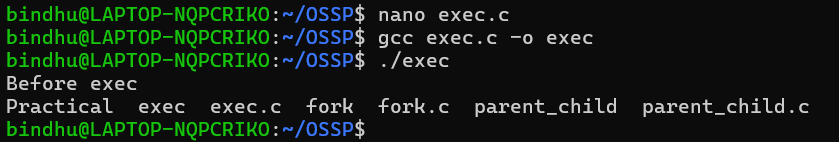 bindhu@LAPTOP-NQPCRIKO:~/OSSP$ nano exec.c
bindhu@LAPTOP-NQPCRIKO:~/OSSP$ gcc exec.c -o exec
bindhu@LAPTOP-NQPCRIKO:~/OSSP$ ./exec
Before exec
Practical  exec  exec.c  fork  fork.c  parent_child  parent_child.c
bindhu@LAPTOP-NQPCRIKO:~/OSSP$